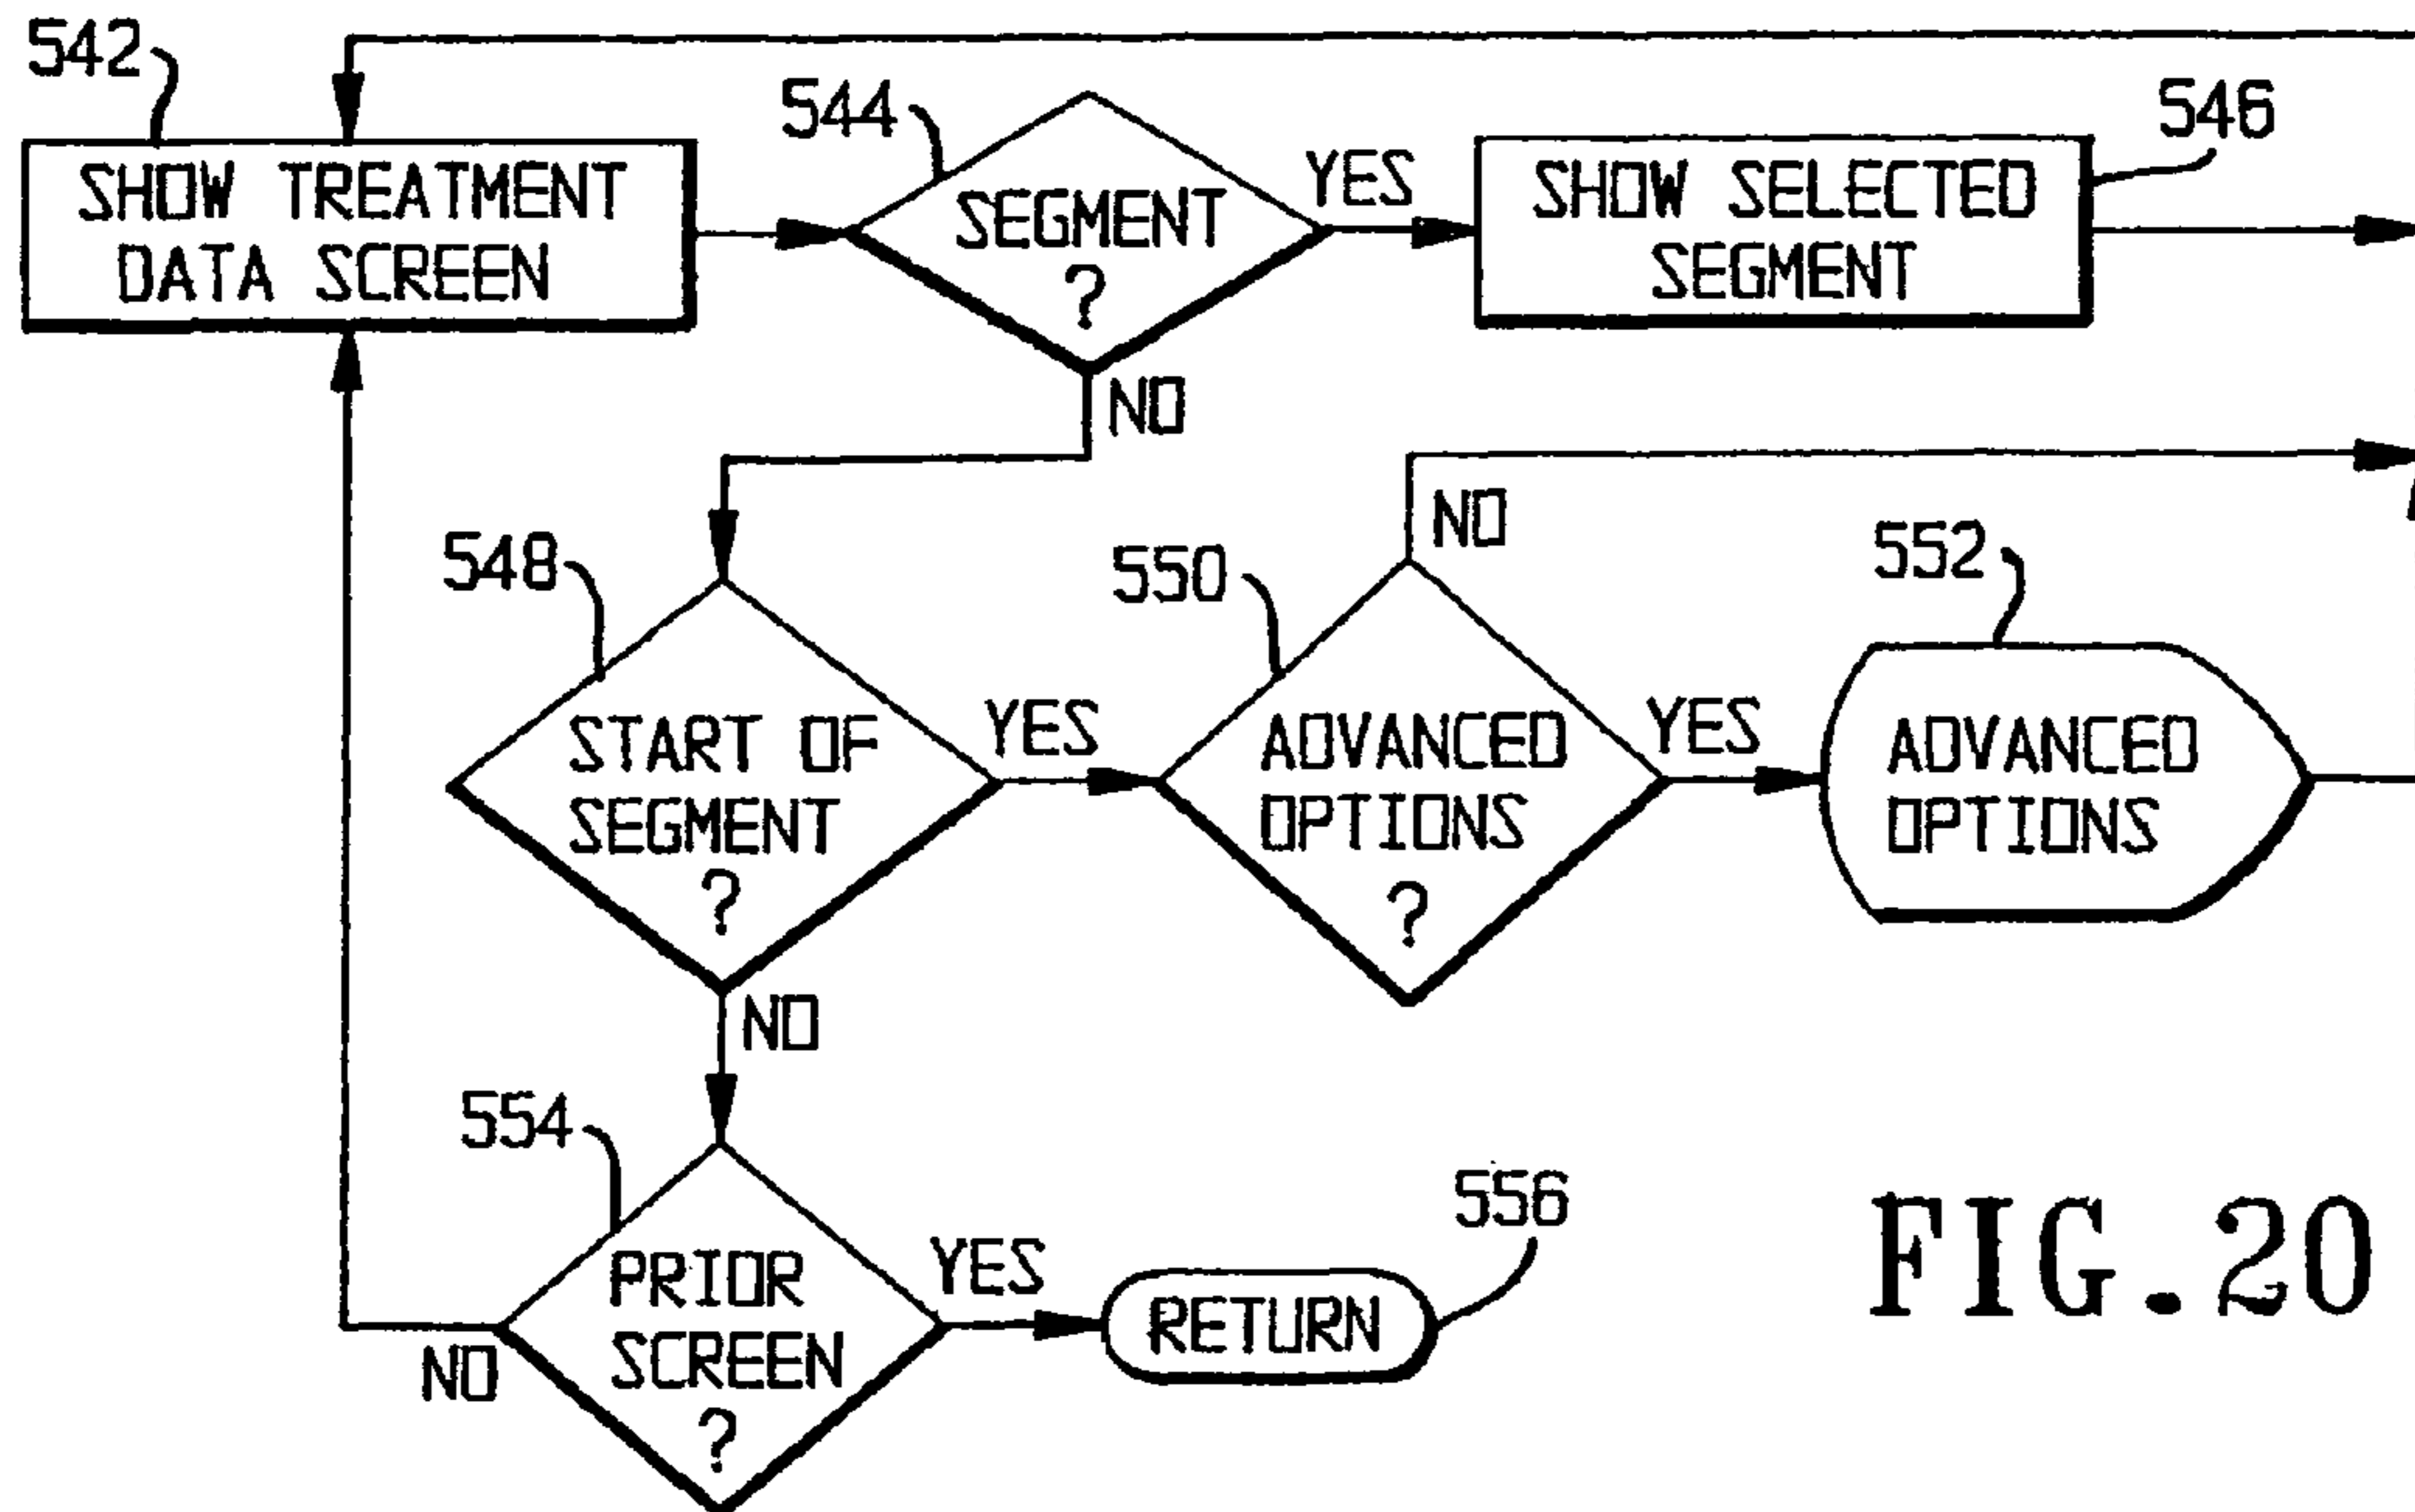 542
SHOW TREATMENT
DATA SCREEN
544
SEGMENT
?
YES
NO
546
SHOW SELECTED
SEGMENT
548
START OF
SEGMENT
?
YES
NO
550
ADVANCED
OPTIONS
?
NO
YES
552
ADVANCED
OPTIONS
554
PRIOR
SCREEN
?
NO
YES
556
RETURN
FIG.20